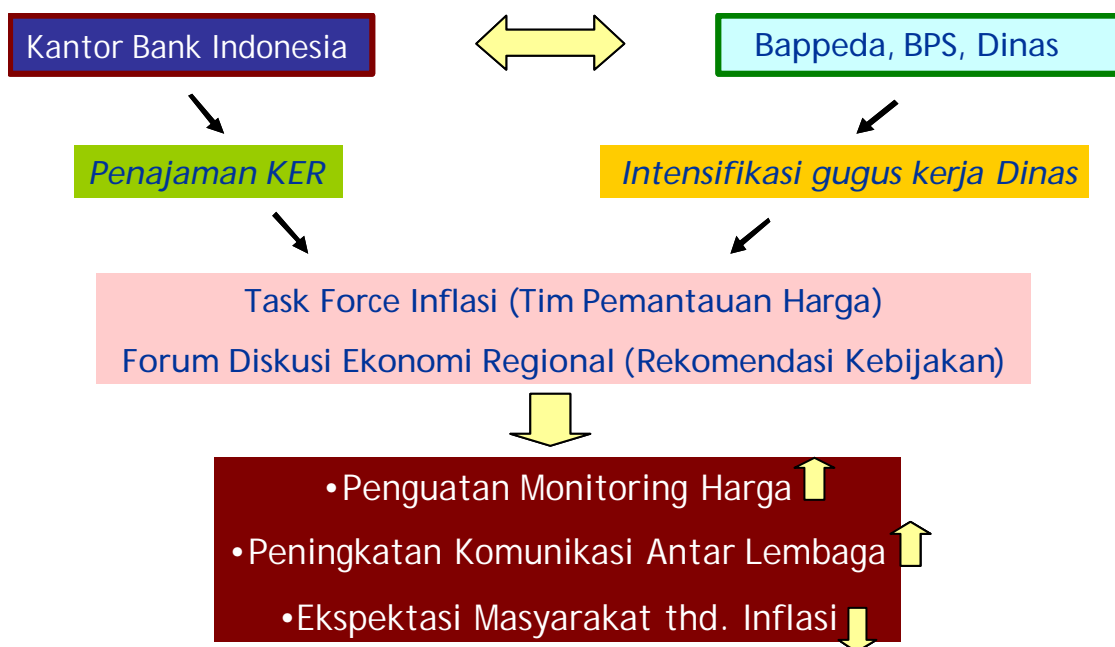 Kantor Bank Indonesia
Bappeda, BPS, Dinas
Penajaman KER
Intensifikasi gugus kerja Dinas
Task Force Inflasi (Tim Pemantauan Harga)
Forum Diskusi Ekonomi Regional (Rekomendasi Kebijakan)
•Penguatan Monitoring Harga
•Peningkatan Komunikasi Antar Lembaga
•Ekspektasi Masyarakat thd. Inflasi